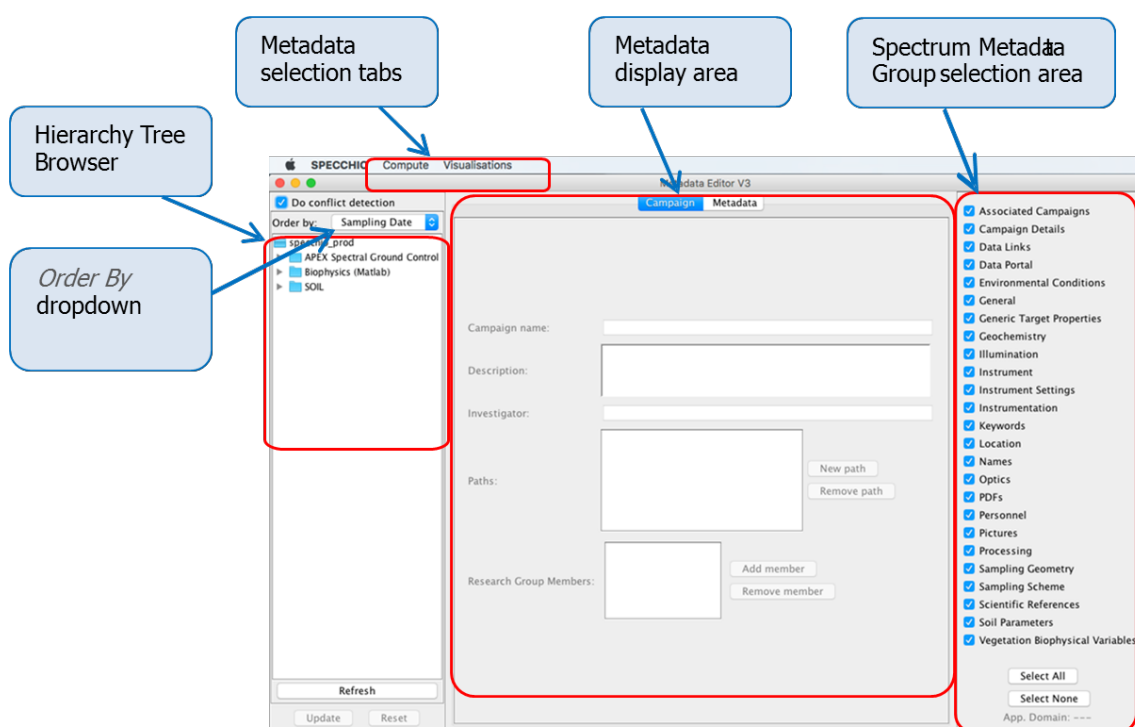 Metadata
selection tabs
Metadata
display area
Spectrum Metadata
Group selection area
Hierarchy Tree
Browser
Order By
dropdown
SPECCHIO Compute Visualisations
Metadata Editor V3
Do conflict detection
Order by: Sampling Date
specchio_prod
APEX Spectral Ground Control
Biophysics (Matlab)
SOIL
Refresh
Update Reset
Campaign Metadata
Campaign name:
Description:
Investigator:
Paths:
New path
Remove path
Research Group Members:
Add member
Remove member
Associated Campaigns
Campaign Details
Data Links
Data Portal
Environmental Conditions
General
Generic Target Properties
Geochemistry
Illumination
Instrument
Instrument Settings
Instrumentation
Keywords
Location
Names
Optics
PDFs
Personnel
Pictures
Processing
Sampling Geometry
Sampling Scheme
Scientific References
Soil Parameters
Vegetation Biophysical Variables
Select All
Select None
App. Domain: ---